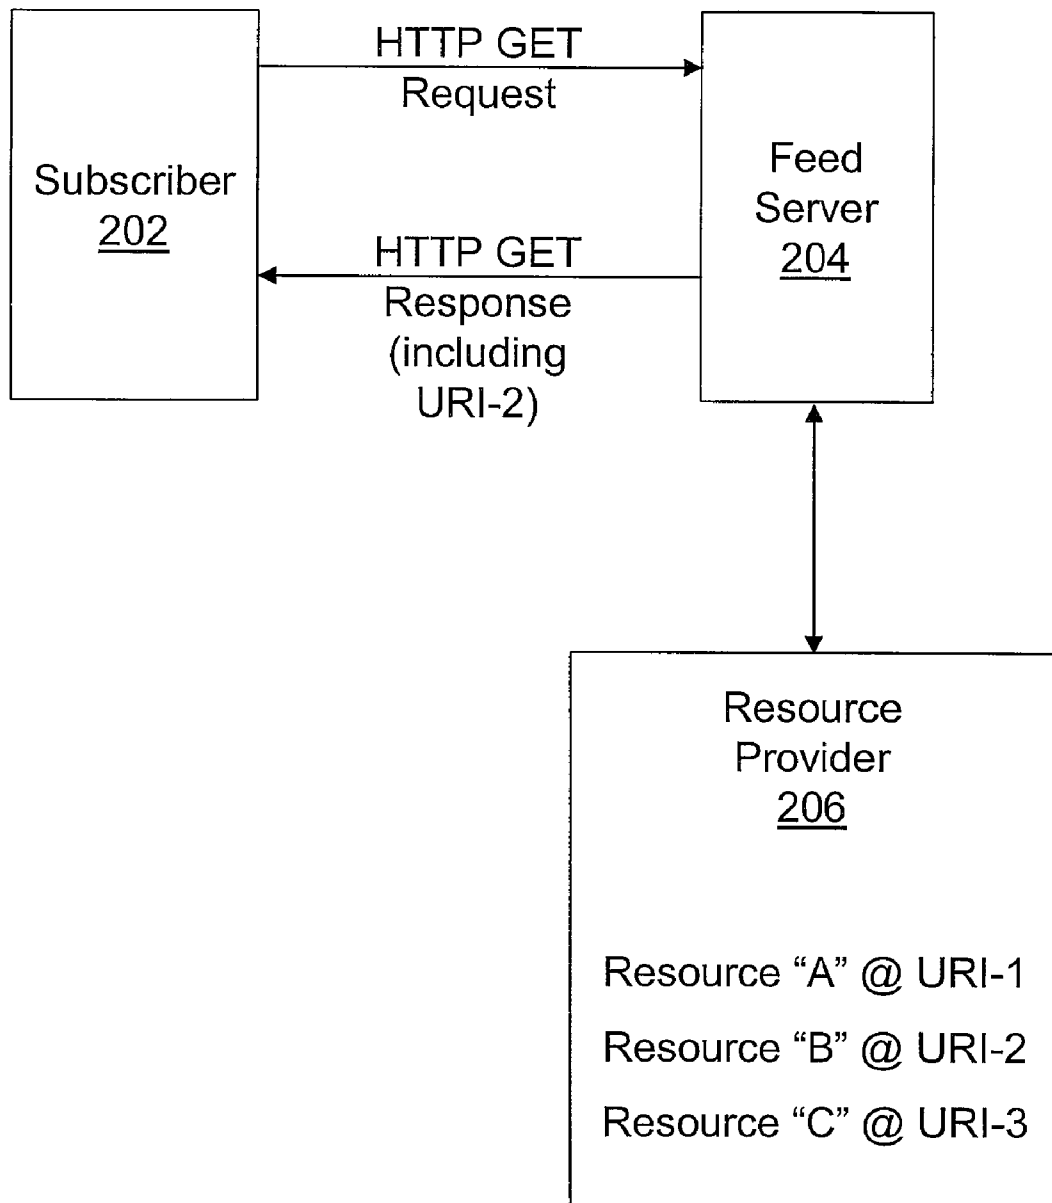 HTTP GET
Request
Subscriber
202
Feed
Server
204
HTTP GET
Response
(including
URI-2)
Resource
Provider
206
Resource “A” @ URI-1
Resource “B” @ URI-2
Resource “C” @ URI-3